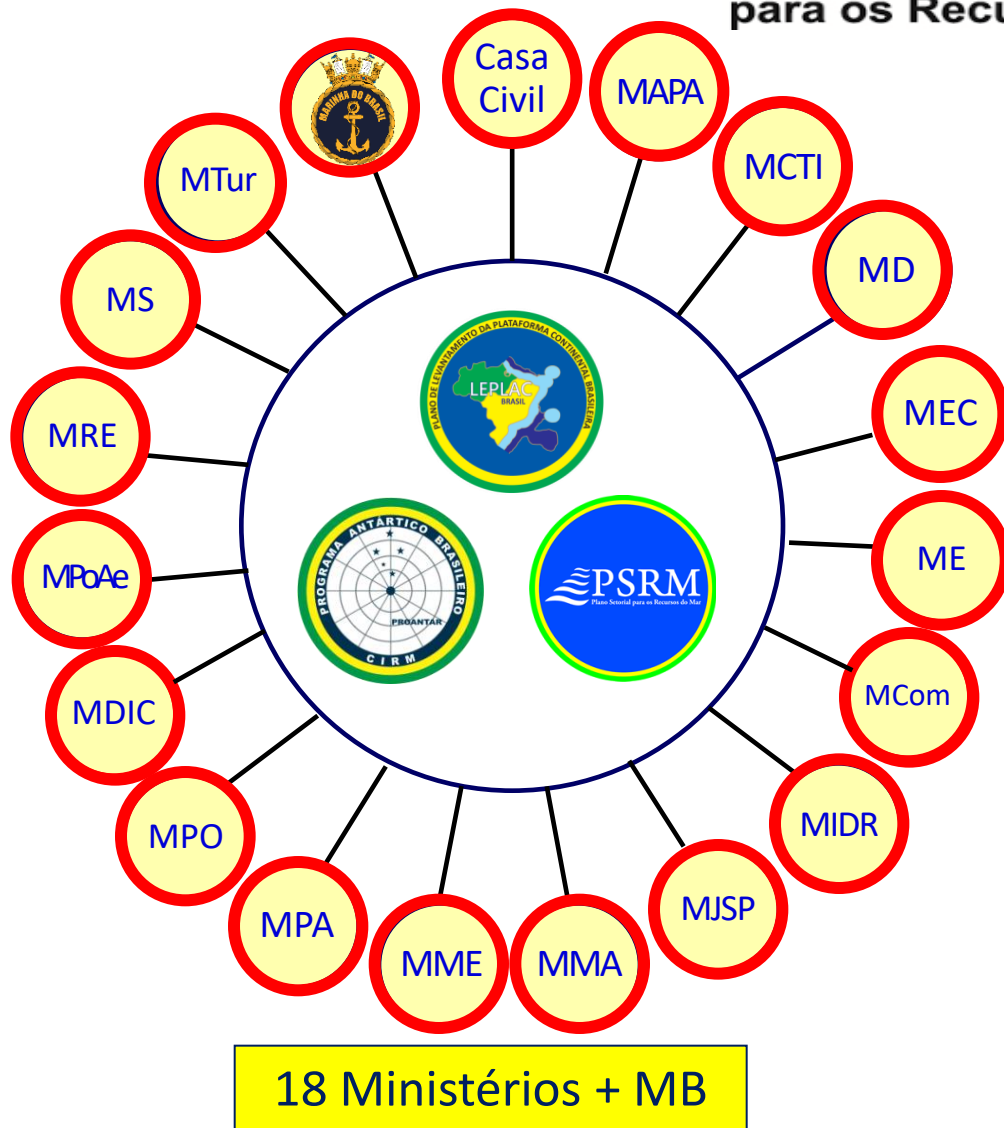 para os Recu
Casa
Civil
MAPA
MCTI
MD
MEC
ME
MCom
MIDR
MJSP
MMA
MME
MPA
MPO
MDIC
MPoAe
MRE
MS
MTur
MARINHA DO BRASIL
PLANO DE LEVANTAMENTO DA PLATAFORMA CONTINENTAL BRASILEIRA
LEPLAC
BRASIL
PROGRAMA ANTÁRTICO BRASILEIRO
PROANTAR
CIRM
PSRM
Plano Setorial para os Recursos do Mar
18 Ministérios + MB